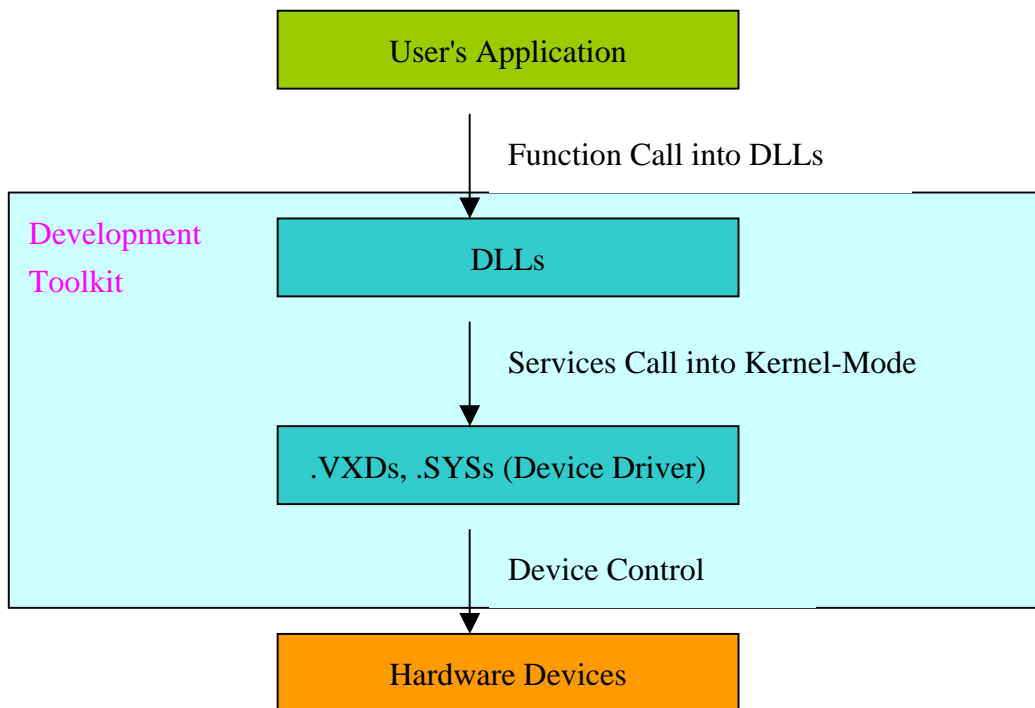 User's Application
Function Call into DLLs
Development
Toolkit
DLLs
Services Call into Kernel-Mode
.VXDs, .SYSs (Device Driver)
Device Control
Hardware Devices